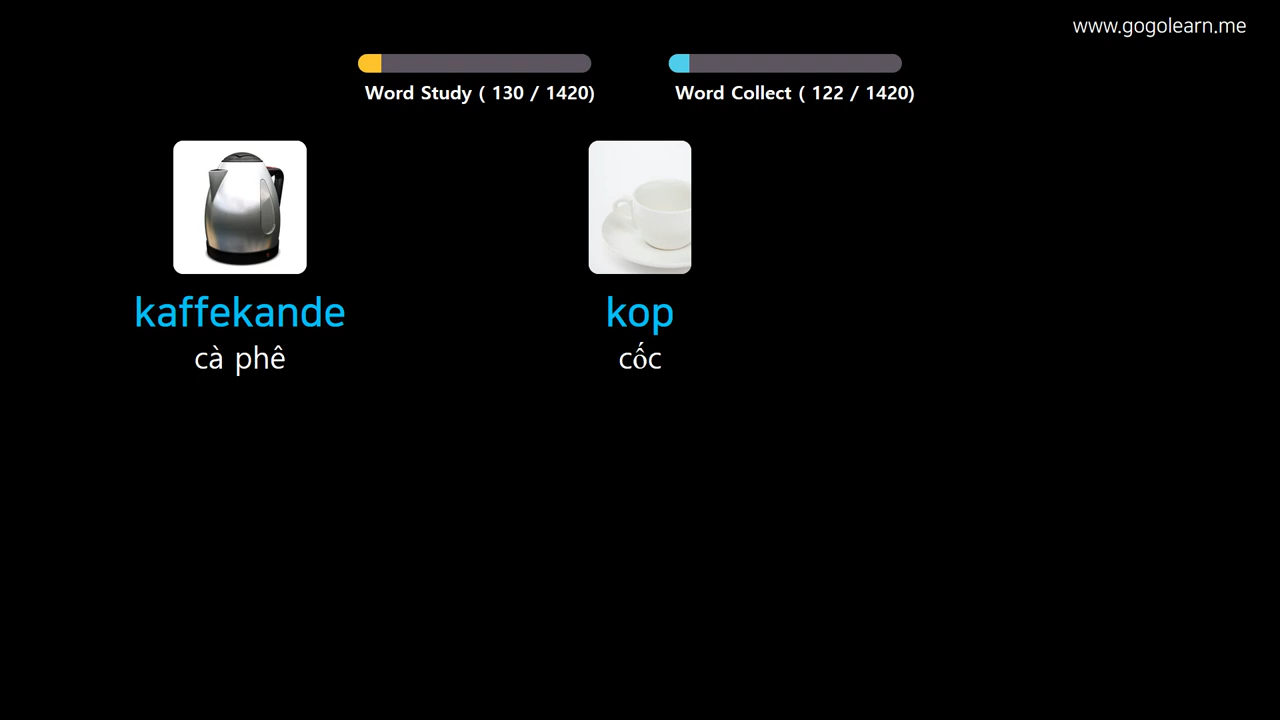 www.gogolearn.me
Word Study ( 130 / 1420)
Word Collect ( 122 / 1420)
kaffekande
cà phê
kop
cốc